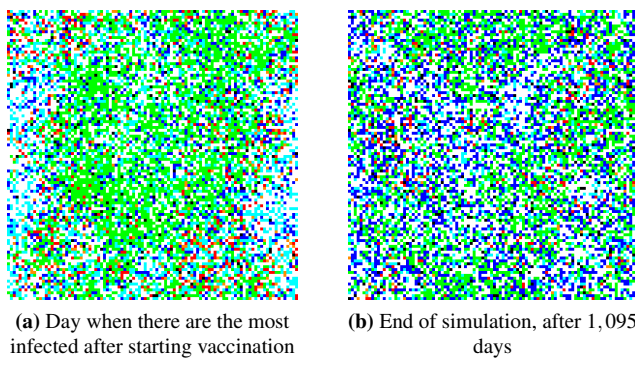 (a) Day when there are the most
infected after starting vaccination
(b) End of simulation, after 1,095
days